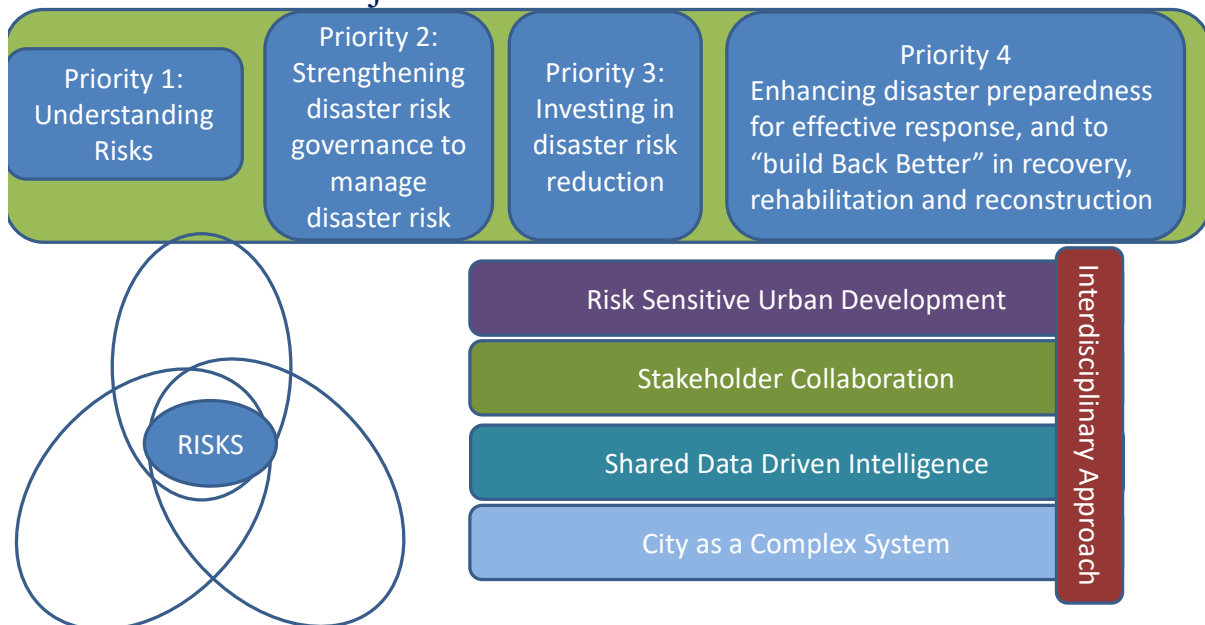 Priority 1:
Understanding
Risks
Priority 2:
Strengthening
disaster risk
governance to
manage
disaster risk
Priority 3:
Investing in
disaster risk
reduction
Priority 4
Enhancing disaster preparedness
for effective response, and to
“build Back Better” in recovery,
rehabilitation and reconstruction
RISKS
Risk Sensitive Urban Development
Stakeholder Collaboration
Shared Data Driven Intelligence
City as a Complex System
Interdisciplinary Approach